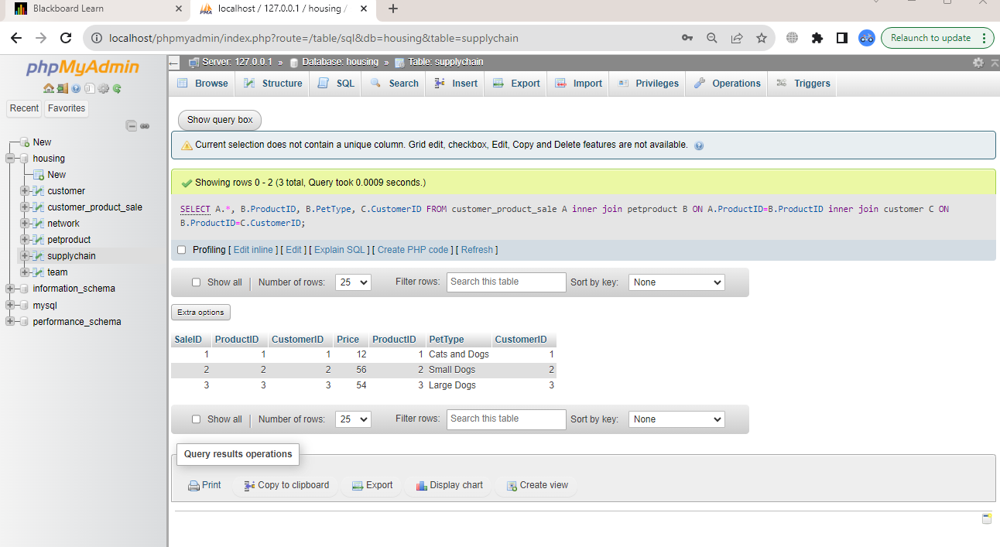 Blackboard Learn
localhost / 127.0.0.1 / housing /
localhost/phpmyadmin/index.php?route=/table/sql&db=housing&table=supplychain
Relaunch to update
phpMyAdmin
Server: 127.0.0.1 » Database: housing » Table: supplychain
Browse Structure SQL Search Insert Export Import Privileges Operations Triggers
Recent Favorites
New
housing
New
customer
customer_product_sale
network
petproduct
supplychain
team
information_schema
mysql
performance_schema
Show query box
Current selection does not contain a unique column. Grid edit, checkbox, Edit, Copy and Delete features are not available.
Showing rows 0 - 2 (3 total, Query took 0.0009 seconds.)
SELECT A.*, B.ProductID, B.PetType, C.CustomerID FROM customer_product_sale A inner join petproduct B ON A.ProductID=B.ProductID inner join customer C ON
B.ProductID=C.CustomerID;
Profiling [ Edit inline ] [ Edit ] [ Explain SQL ] [ Create PHP code ] [ Refresh ]
Show all | Number of rows: 25 Filter rows: Search this table Sort by key: None
Extra options
SaleID ProductID CustomerID Price ProductID PetType CustomerID
1 1 1 12 1 Cats and Dogs 1
2 2 2 56 2 Small Dogs 2
3 3 3 54 3 Large Dogs 3
Show all | Number of rows: 25 Filter rows: Search this table Sort by key: None
Query results operations
Print Copy to clipboard Export Display chart Create view